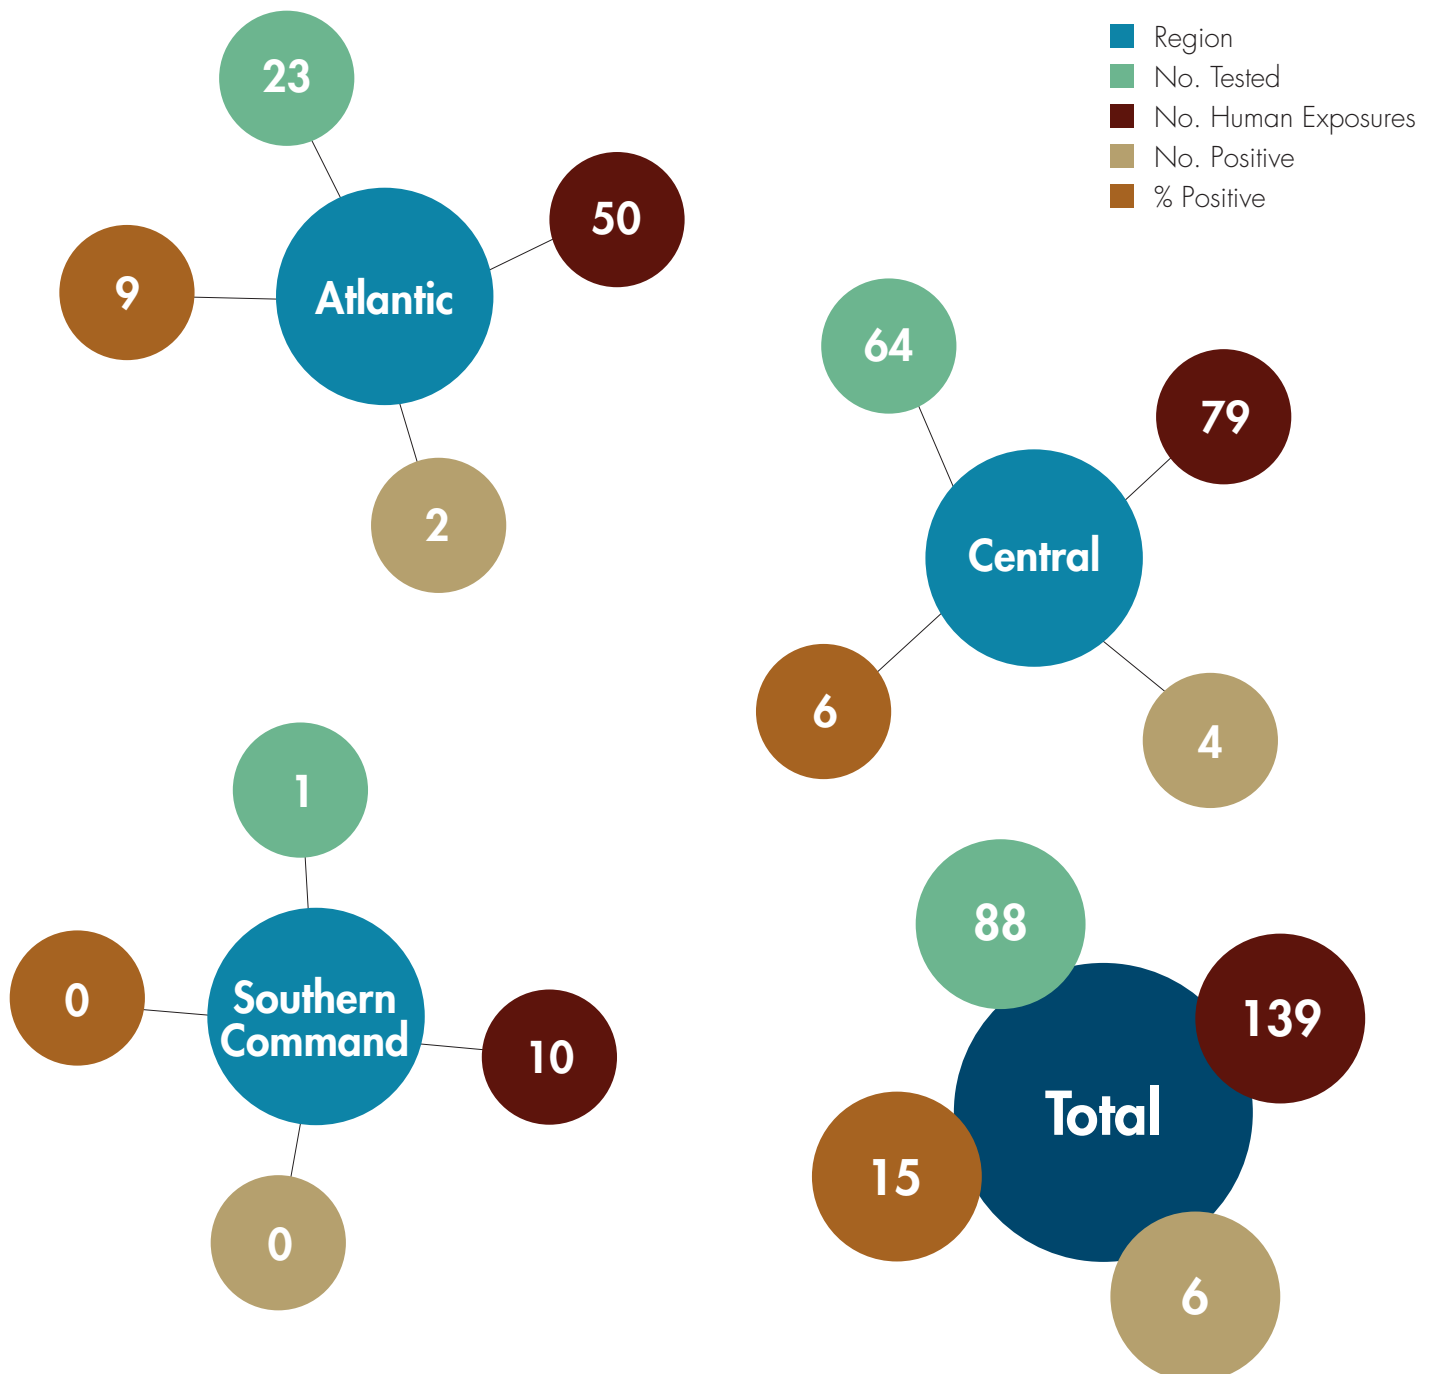 Region
No. Tested
No. Human Exposures
No. Positive
% Positive
23
50
9
Atlantic
2
64
79
Central
6
4
1
0
Southern
Command
10
0
88
139
Total
15
6